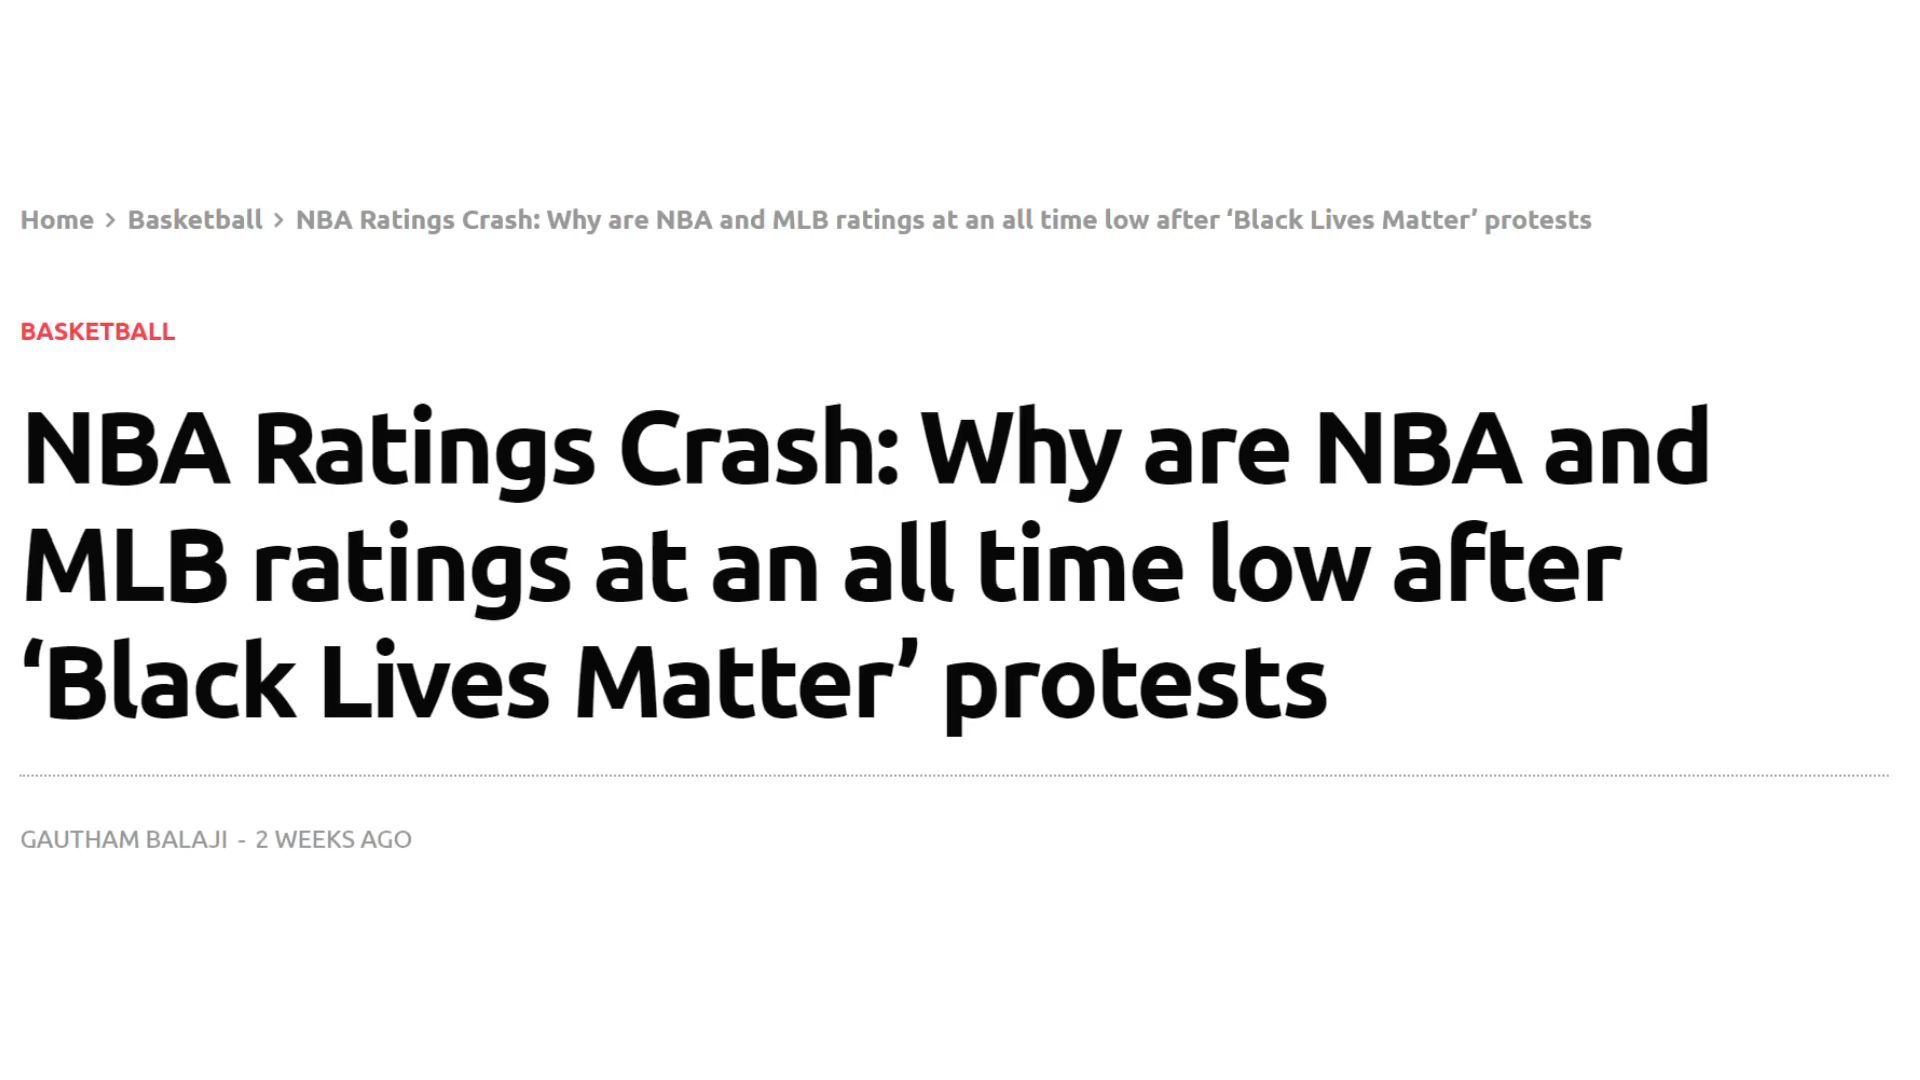 Home > Basketball > NBA Ratings Crash: Why are NBA and MLB ratings at an all time low after ‘Black Lives Matter’ protests
BASKETBALL
NBA Ratings Crash: Why are NBA and
MLB ratings at an all time low after
‘Black Lives Matter’ protests
GAUTHAM BALAJI - 2 WEEKS AGO